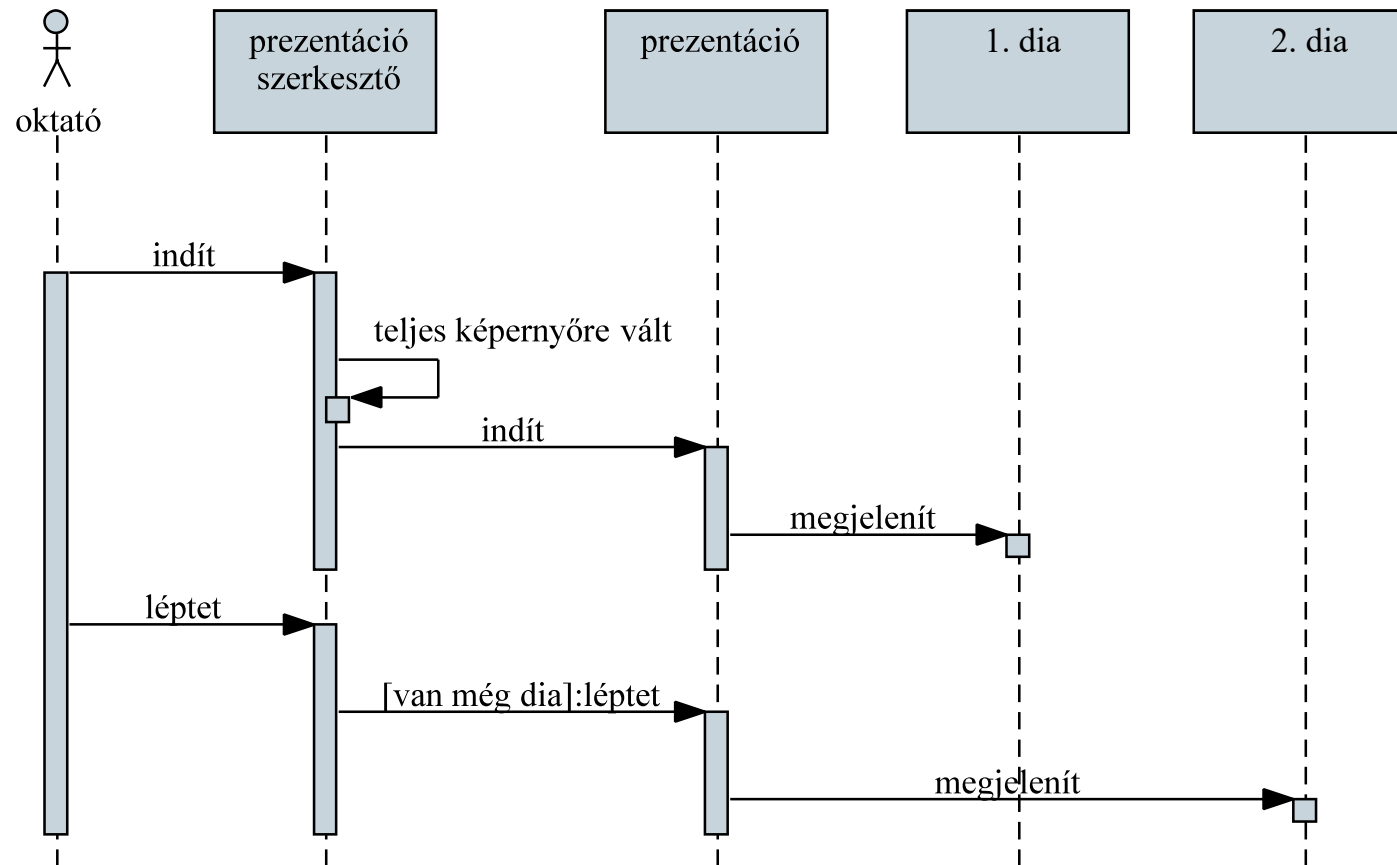 oktató
prezentáció
szerkesztő
prezentáció
1. dia
2. dia
indít
teljes képernyőre vált
indít
megjelenít
léptet
[van még dia]:léptet
megjelenít